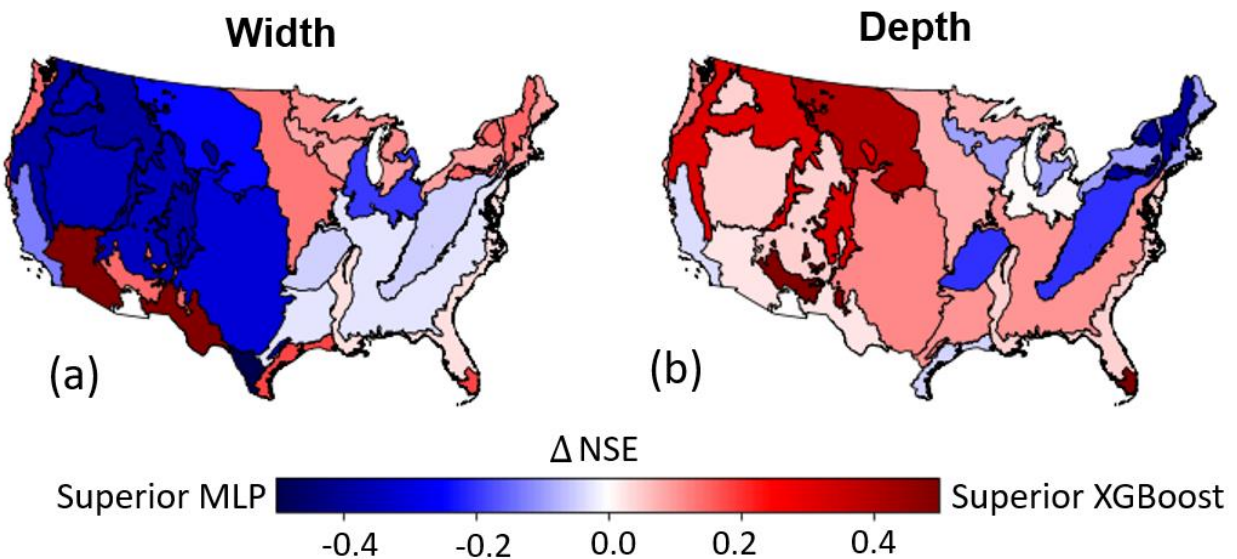 Width
Depth
(a)
(b)
Δ NSE
Superior MLP
Superior XGBoost
-0.4
-0.2
0.0
0.2
0.4